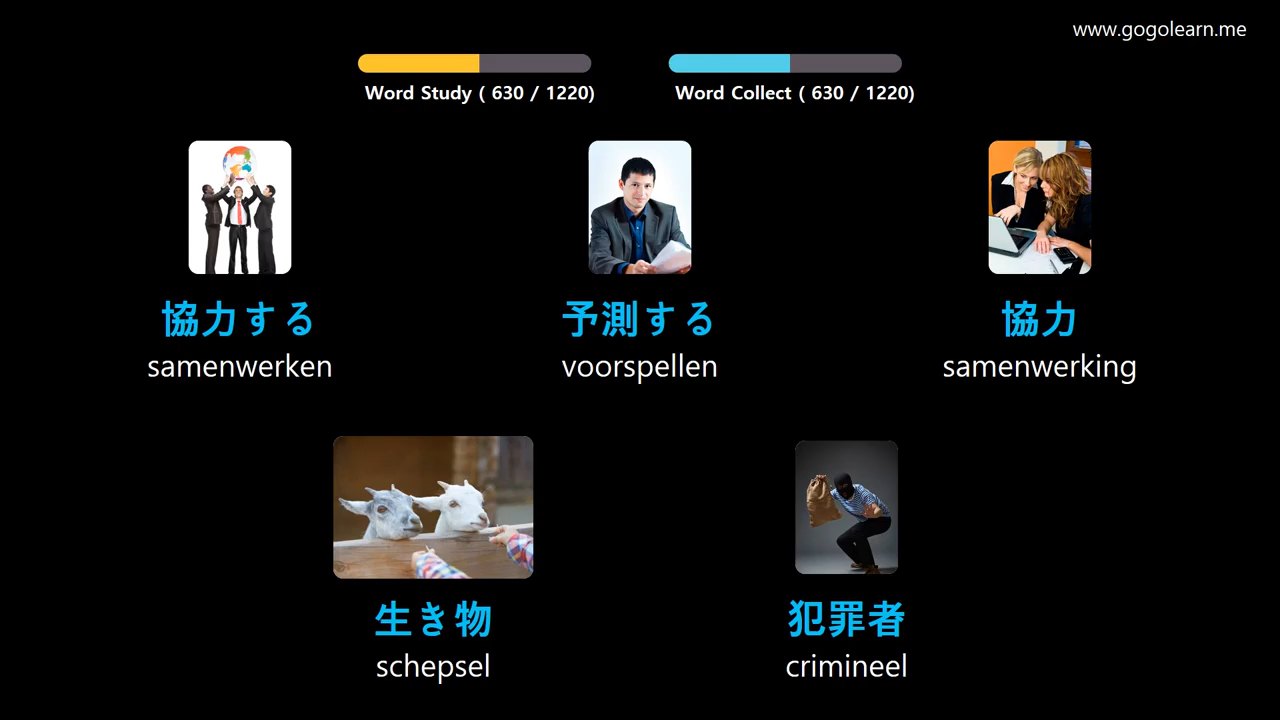 www.gogolearn.me
Word Study ( 630 / 1220)
Word Collect ( 630 / 1220)
協力する
samenwerken
予測する
voorspellen
協力
samenwerking
生き物
schepsel
犯罪者
crimineel